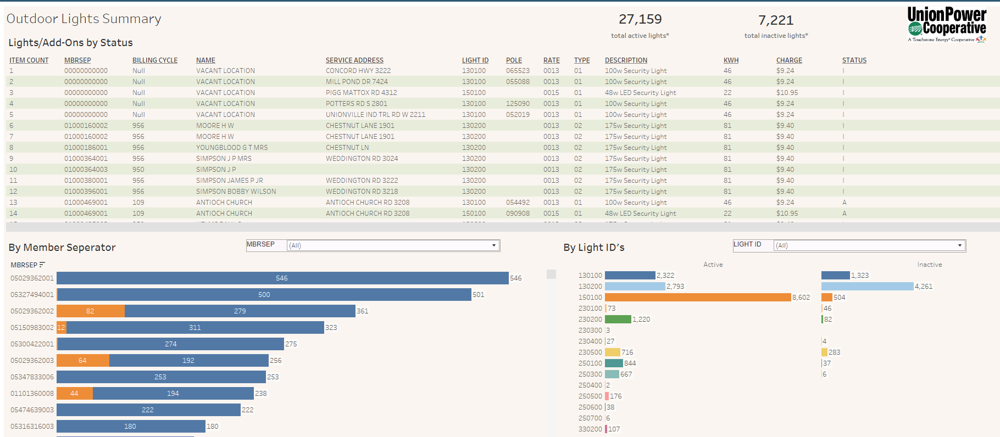 Outdoor Lights Summary
27,159
total active lights*
7,221
total inactive lights*
UnionPower
Cooperative
A Touchstone Energy® Cooperative
Lights/Add-Ons by Status
ITEM COUNT MBRSEP BILLING CYCLE NAME SERVICE ADDRESS LIGHT ID POLE RATE TYPE DESCRIPTION KWH CHARGE STATUS
1 00000000000 Null VACANT LOCATION CONCORD HWY 3222 130100 065523 0013 01 100w Security Light 46 $9.24 I
2 00000000000 Null VACANT LOCATION MILL POND DR 7424 130100 055088 0013 01 100w Security Light 46 $9.24 I
3 00000000000 Null VACANT LOCATION PIGG MATTOX RD 4312 150100 0015 01 48w LED Security Light 22 $10.95 I
4 00000000000 Null VACANT LOCATION POTTERS RD S 2801 130100 125090 0013 01 100w Security Light 46 $9.24 I
5 00000000000 Null VACANT LOCATION UNIONVILLE IND TRL RD W 2211 130100 052019 0013 01 100w Security Light 46 $9.24 I
6 01000160002 956 MOORE H W CHESTNUT LANE 1901 130200 0013 02 175w Security Light 81 $9.40 I
7 01000160002 956 MOORE H W CHESTNUT LANE 1901 130200 0013 02 175w Security Light 81 $9.40 I
8 01000186001 956 YOUNGBLOOD G T MRS CHESTNUT LN 130200 0013 02 175w Security Light 81 $9.40 I
9 01000364001 956 SIMPSON J P MRS WEDDINGTON RD 3024 130200 0013 02 175w Security Light 81 $9.40 I
10 01000364003 950 SIMPSON J P 130200 0013 02 175w Security Light 81 $9.40 I
11 01000380001 956 SIMPSON JAMES P JR WEDDINGTON RD 3222 130200 0013 02 175w Security Light 81 $9.40 I
12 01000396001 956 SIMPSON BOBBY WILSON WEDDINGTON RD 3218 130200 0013 02 175w Security Light 81 $9.40 I
13 01000469001 109 ANTIOCH CHURCH ANTIOCH CHURCH RD 3208 130100 054492 0013 01 100w Security Light 46 $9.24 A
14 01000469001 109 ANTIOCH CHURCH ANTIOCH CHURCH RD 3208 150100 090908 0015 01 48w LED Security Light 22 $10.95 A
By Member Seperator
MBRSEP (All)
MBRSEP
05029362001 546 546
05327494001 500 501
05029362002 82 279 361
05150983002 12 311 323
05300422001 274 275
05029362003 64 192 256
05347833006 253 253
01101360008 44 194 238
05474639003 222 222
05316316003 180 180
By Light ID's
LIGHT ID (All)
Active Inactive
130100 2,322 1,323
130200 2,793 4,261
150100 8,602 504
230100 73 46
230200 1,220 82
230300 3
230400 27 4
230500 716 283
250100 844 37
250300 667 6
250400 2
250500 176
250600 38
250700 6
330200 107